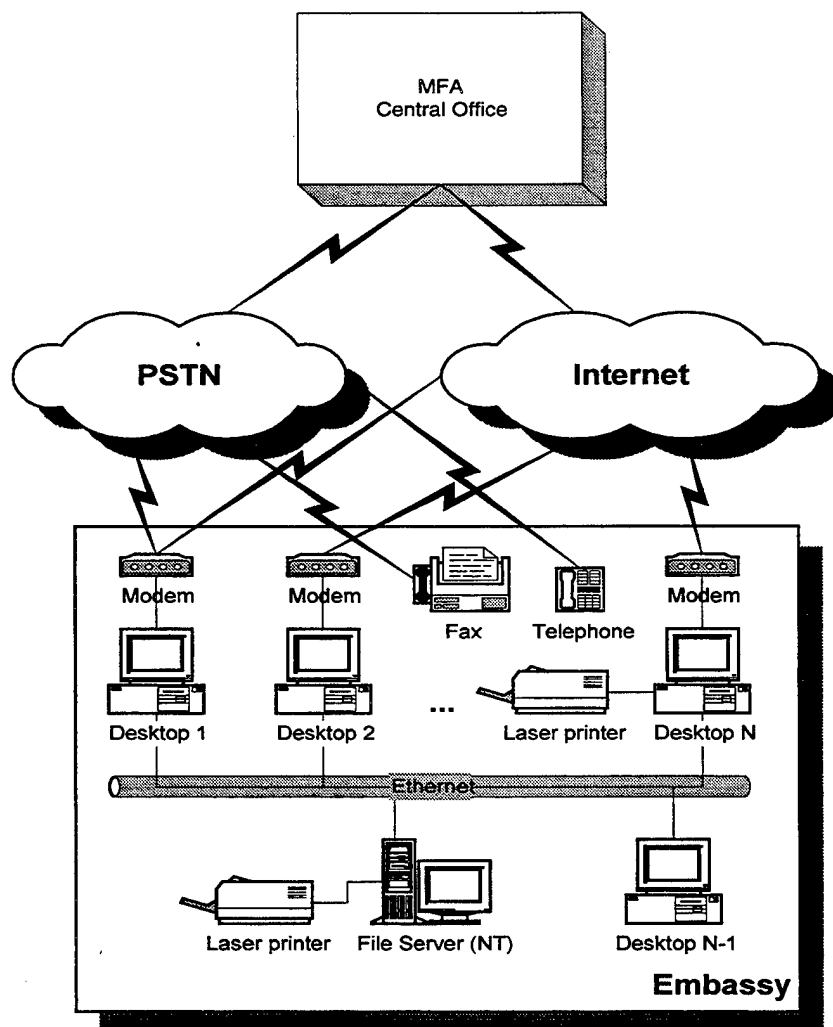 MFA
Central Office
PSTN
Internet
Modem
Modem
Fax
Telephone
Modem
Desktop 1
Desktop 2
...
Laser printer
Desktop N
Ethernet
Laser printer
File Server (NT)
Desktop N-1
Embassy